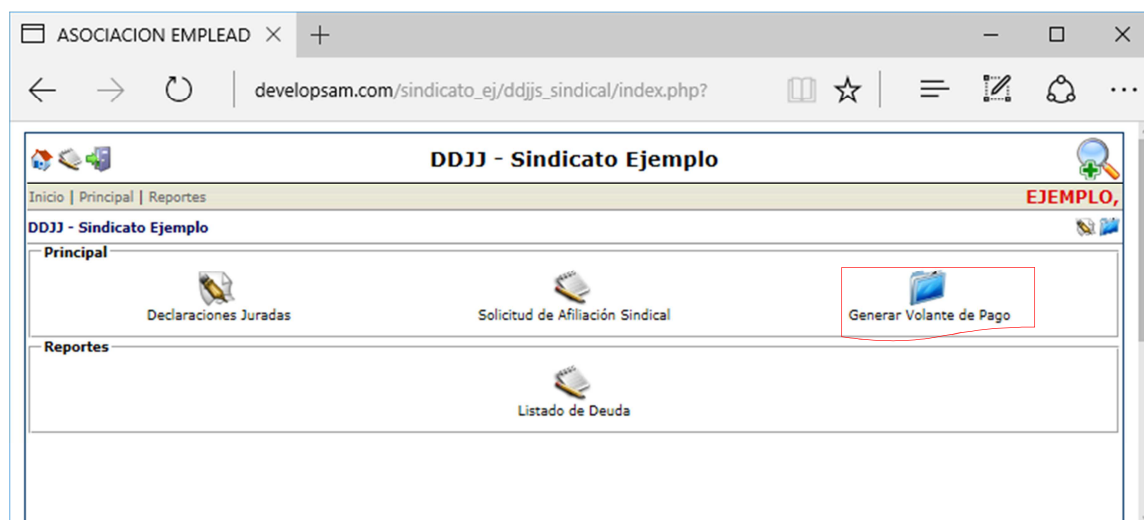 ASOCIACION EMPLEAD
developsam.com/sindicato_ej/ddjjs_sindical/index.php?
DDJJ - Sindicato Ejemplo
Inicio | Principal | Reportes
EJEMPLO,
DDJJ - Sindicato Ejemplo
Principal
Declaraciones Juradas
Solicitud de Afiliación Sindical
Generar Volante de Pago
Reportes
Listado de Deuda